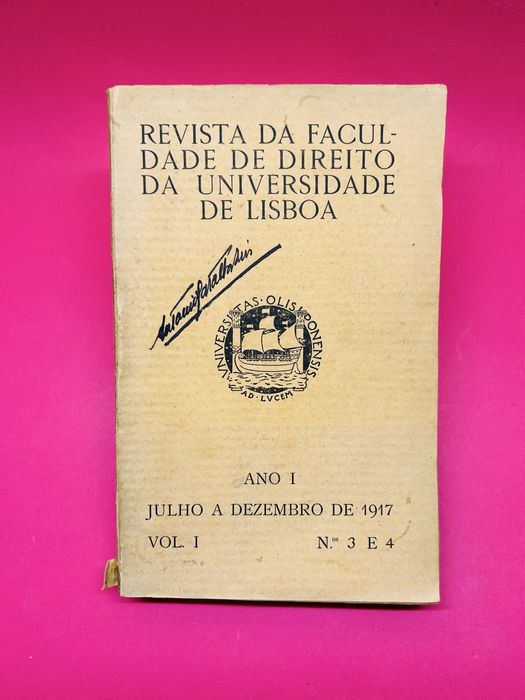 REVISTA DA FACUL-
DADE DE DIREITO
DA UNIVERSIDADE
DE LISBOA
UNIVERSITAS · OLISIPONENSIS
AD · LVCEM
ANO I
JULHO A DEZEMBRO DE 1917
VOL. I N.os 3 E 4